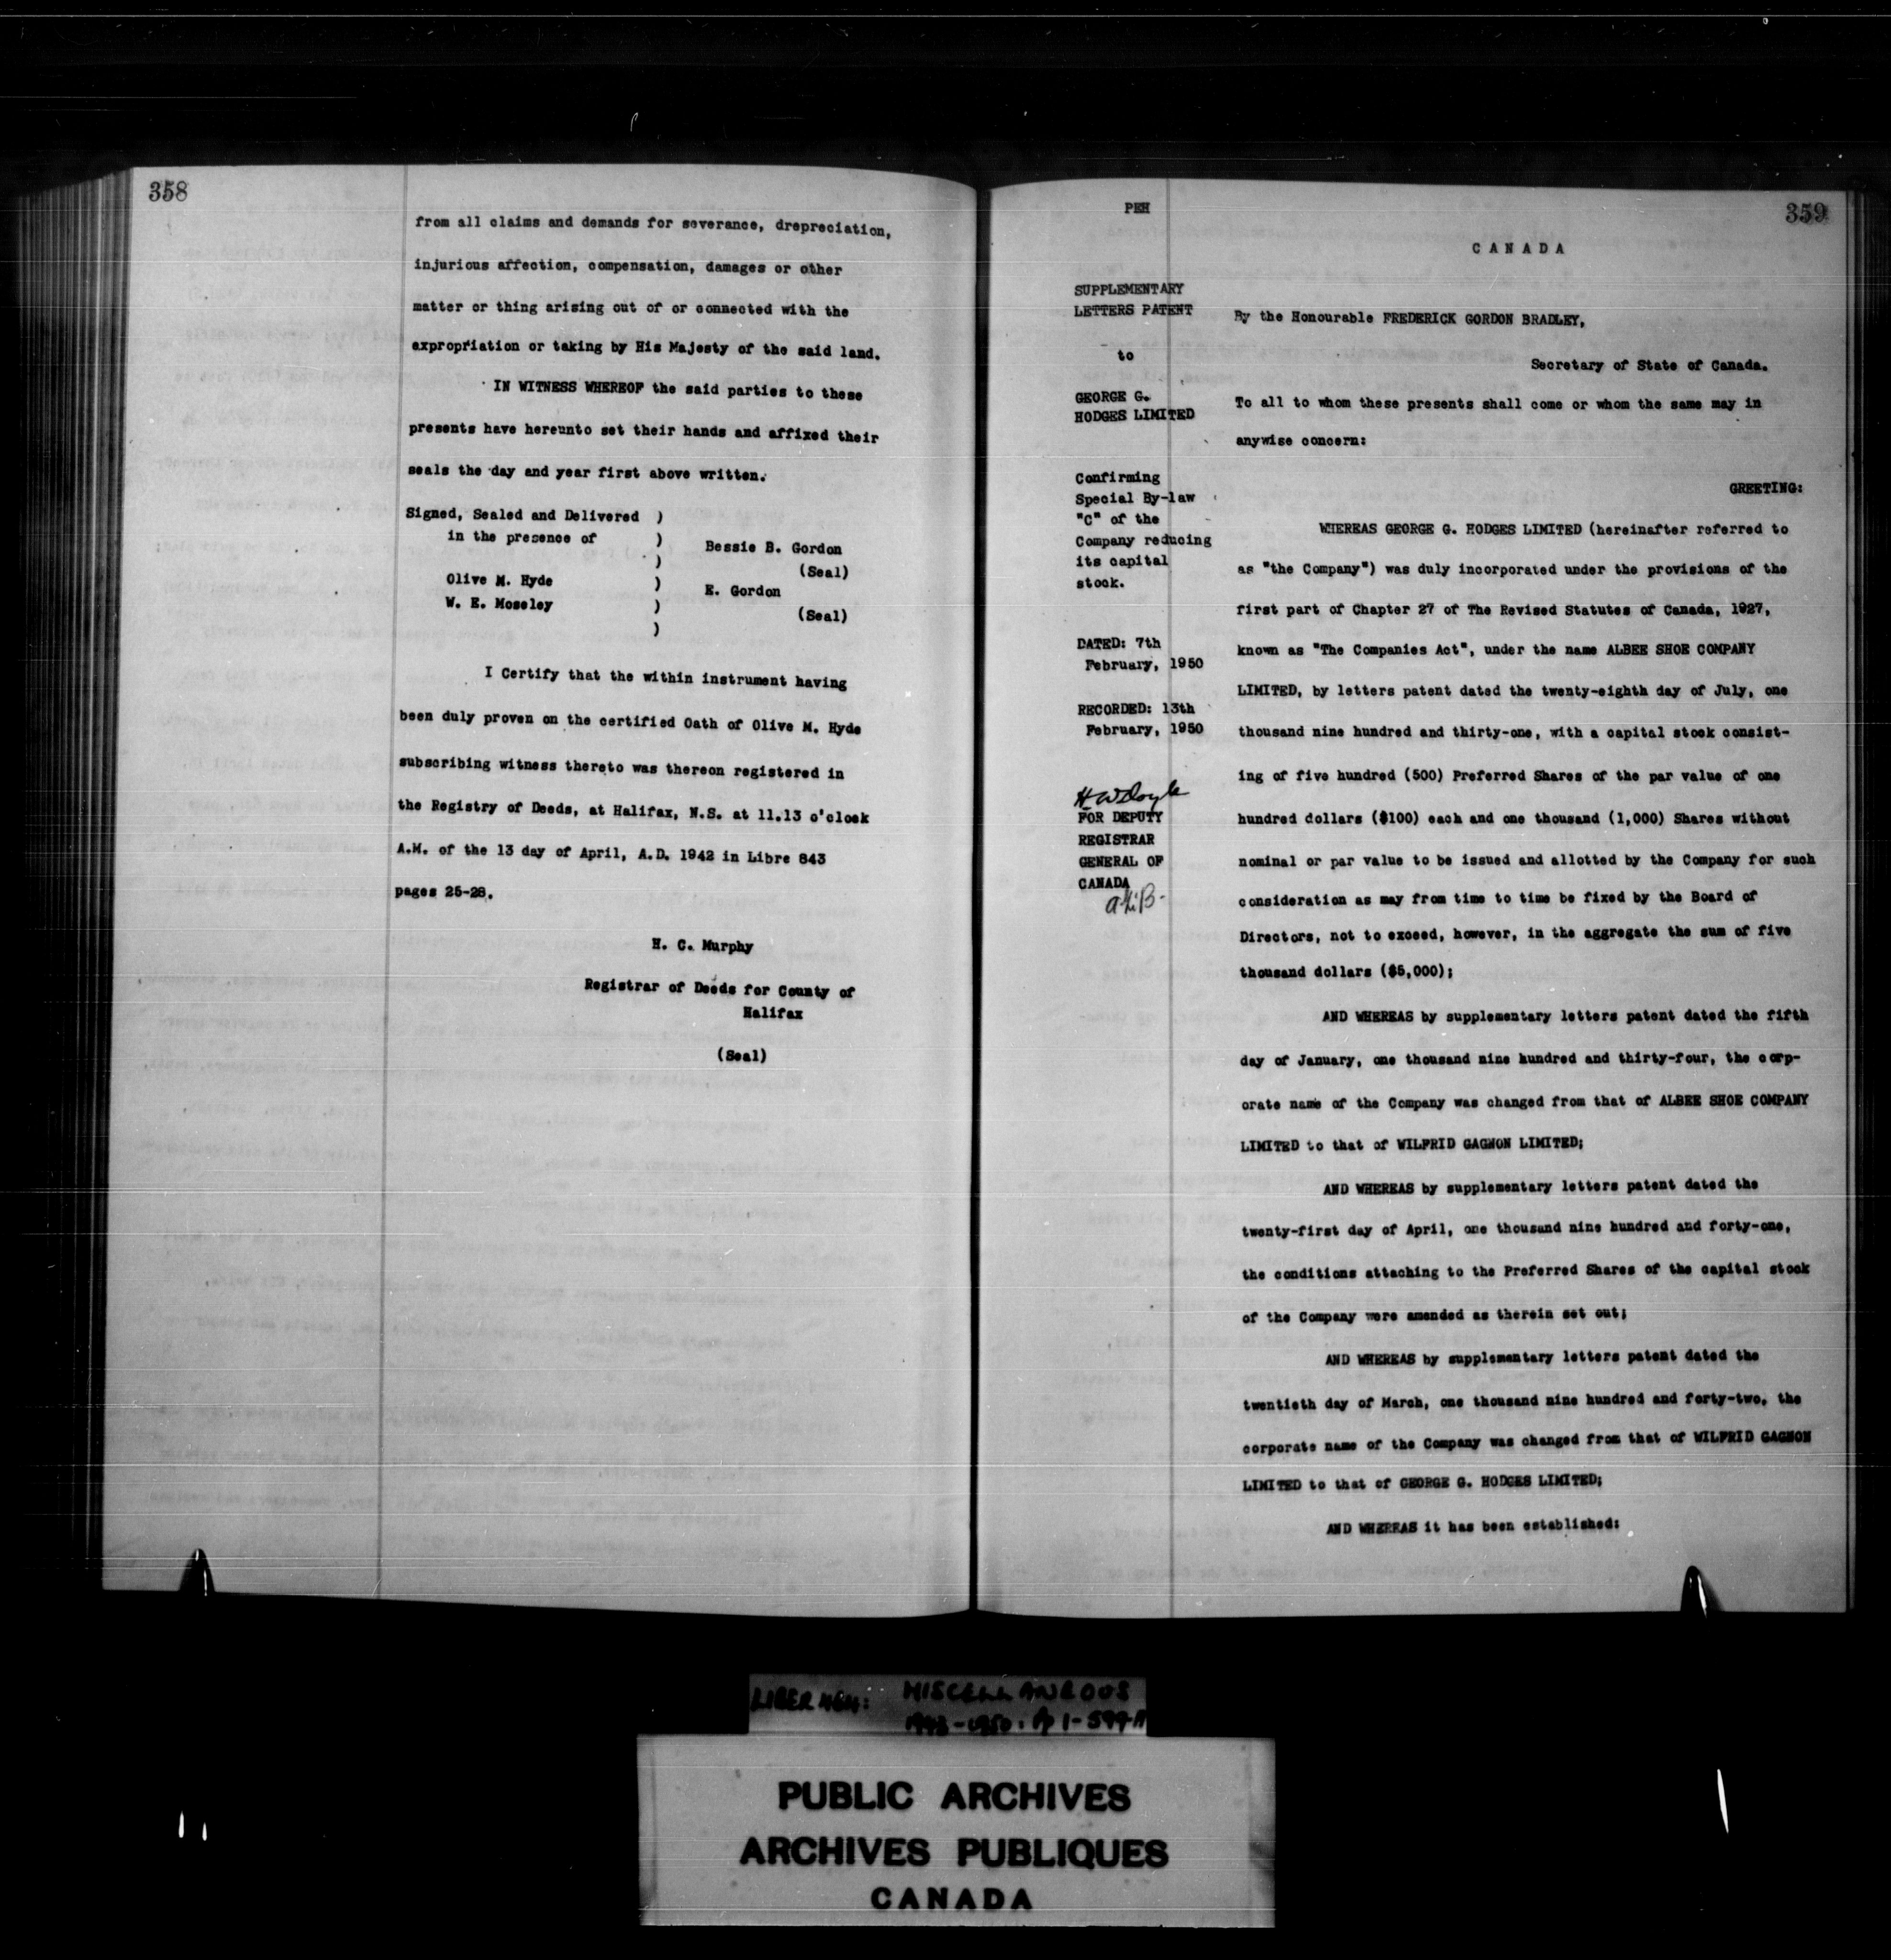 358
from all claims and demands for severance, drepreciation,
injurious affection, compensation, damages or other
matter or thing arising out of or connected with the
expropriation or taking by His Majesty of the said land.
IN WITNESS WHEREOF the said parties to these
presents have hereunto set their hands and affixed their
seals the day and year first above written.
Signed, Sealed and Delivered )
in the presence of )
Bessie B. Gordon
)
(Seal)
Olive M. Hyde )
E. Gordon
W. E. Moseley )
(Seal)
)
I Certify that the within instrument having
been duly proven on the certified Oath of Olive M. Hyde
subscribing witness thereto was thereon registered in
the Registry of Deeds, at Halifax, N.S. at 11.13 o'clock
A.M. of the 13 day of April, A.D. 1942 in Libre 843
pages 25-28.
H. C. Murphy
Registrar of Deeds for County of
Halifax
(Seal)
PEH
359
CANADA
SUPPLEMENTARY
LETTERS PATENT
to
GEORGE G.
HODGES LIMITED
Confirming
Special By-law
"C" of the
Company reducing
its capital
stock.
DATED: 7th
February, 1950
RECORDED: 13th
February, 1950
H W Doyle
FOR DEPUTY
REGISTRAR
GENERAL OF
CANADA
By the Honourable FREDERICK GORDON BRADLEY,
Secretary of State of Canada.
To all to whom these presents shall come or whom the same may in
anywise concern:
GREETING:
WHEREAS GEORGE G. HODGES LIMITED (hereinafter referred to
as "the Company") was duly incorporated under the provisions of the
first part of Chapter 27 of The Revised Statutes of Canada, 1927,
known as "The Companies Act", under the name ALBEE SHOE COMPANY
LIMITED, by letters patent dated the twenty-eighth day of July, one
thousand nine hundred and thirty-one, with a capital stock consist-
ing of five hundred (500) Preferred Shares of the par value of one
hundred dollars ($100) each and one thousand (1,000) Shares without
nominal or par value to be issued and allotted by the Company for such
consideration as may from time to time be fixed by the Board of
Directors, not to exceed, however, in the aggregate the sum of five
thousand dollars ($5,000);
AND WHEREAS by supplementary letters patent dated the fifth
day of January, one thousand nine hundred and thirty-four, the corp-
orate name of the Company was changed from that of ALBEE SHOE COMPANY
LIMITED to that of WILFRID GAGNON LIMITED;
AND WHEREAS by supplementary letters patent dated the
twenty-first day of April, one thousand nine hundred and forty-one,
the conditions attaching to the Preferred Shares of the capital stock
of the Company were amended as therein set out;
AND WHEREAS by supplementary letters patent dated the
twentieth day of March, one thousand nine hundred and forty-two, the
corporate name of the Company was changed from that of WILFRID GAGNON
LIMITED to that of GEORGE G. HODGES LIMITED;
AND WHEREAS it has been established:
LIBER 464: MISCELLANEOUS
PUBLIC ARCHIVES
ARCHIVES PUBLIQUES
CANADA